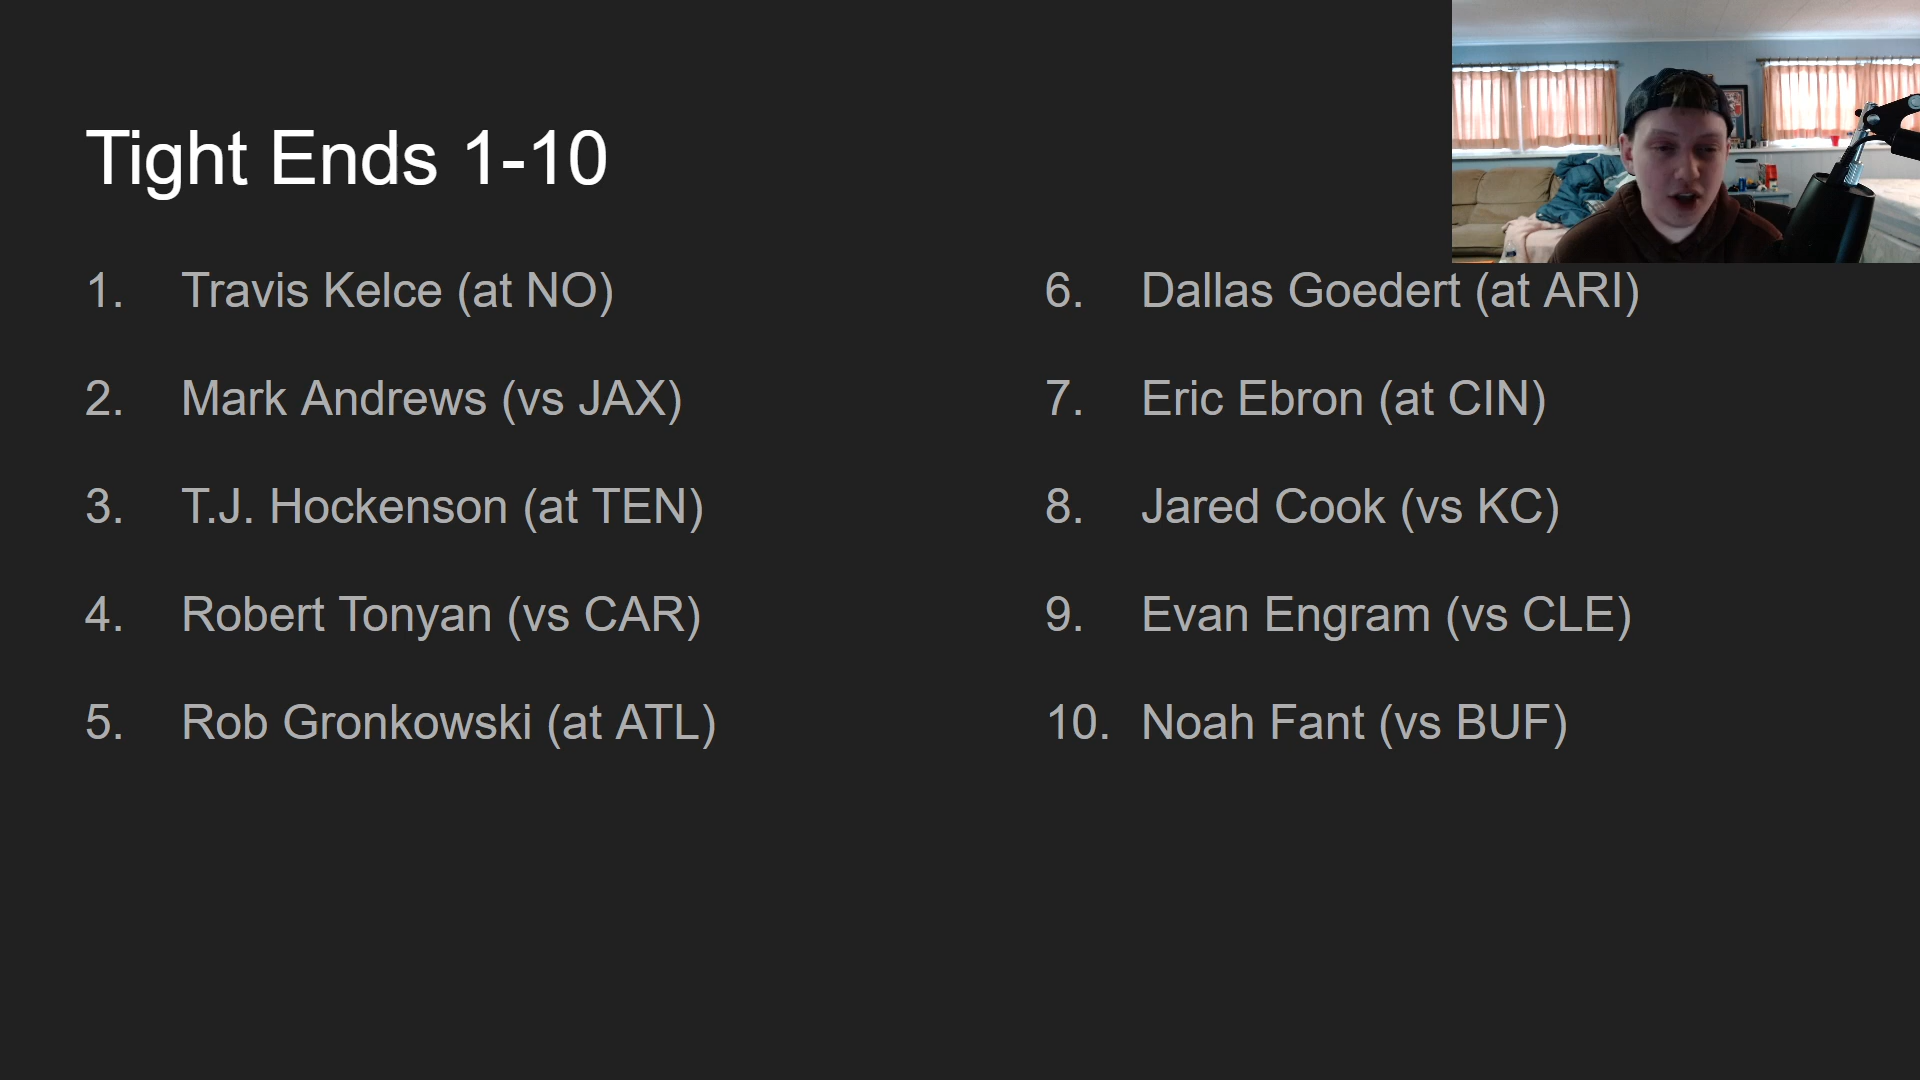 Tight Ends 1-10
1. Travis Kelce (at NO)
2. Mark Andrews (vs JAX)
3. T.J. Hockenson (at TEN)
4. Robert Tonyan (vs CAR)
5. Rob Gronkowski (at ATL)
6. Dallas Goedert (at ARI)
7. Eric Ebron (at CIN)
8. Jared Cook (vs KC)
9. Evan Engram (vs CLE)
10. Noah Fant (vs BUF)